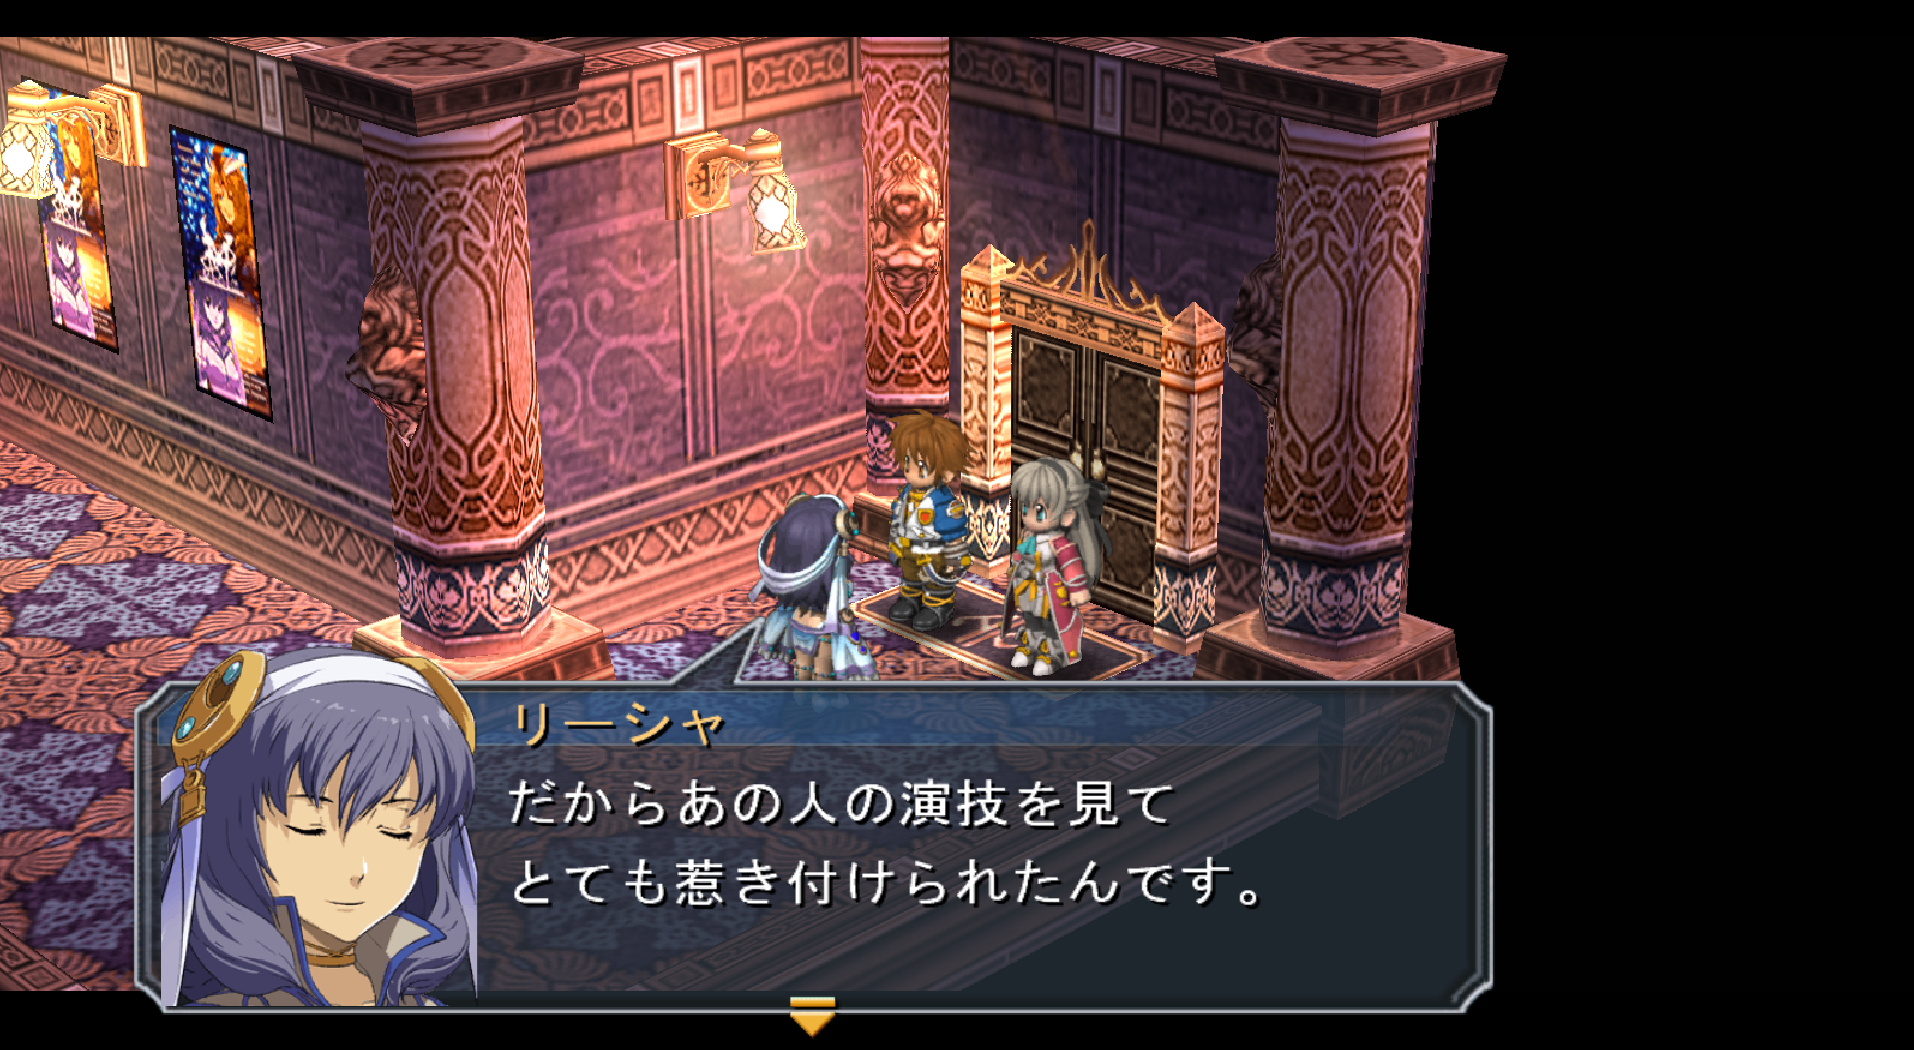 リーシャ
だからあの人の演技を見て
とても惹き付けられたんです。